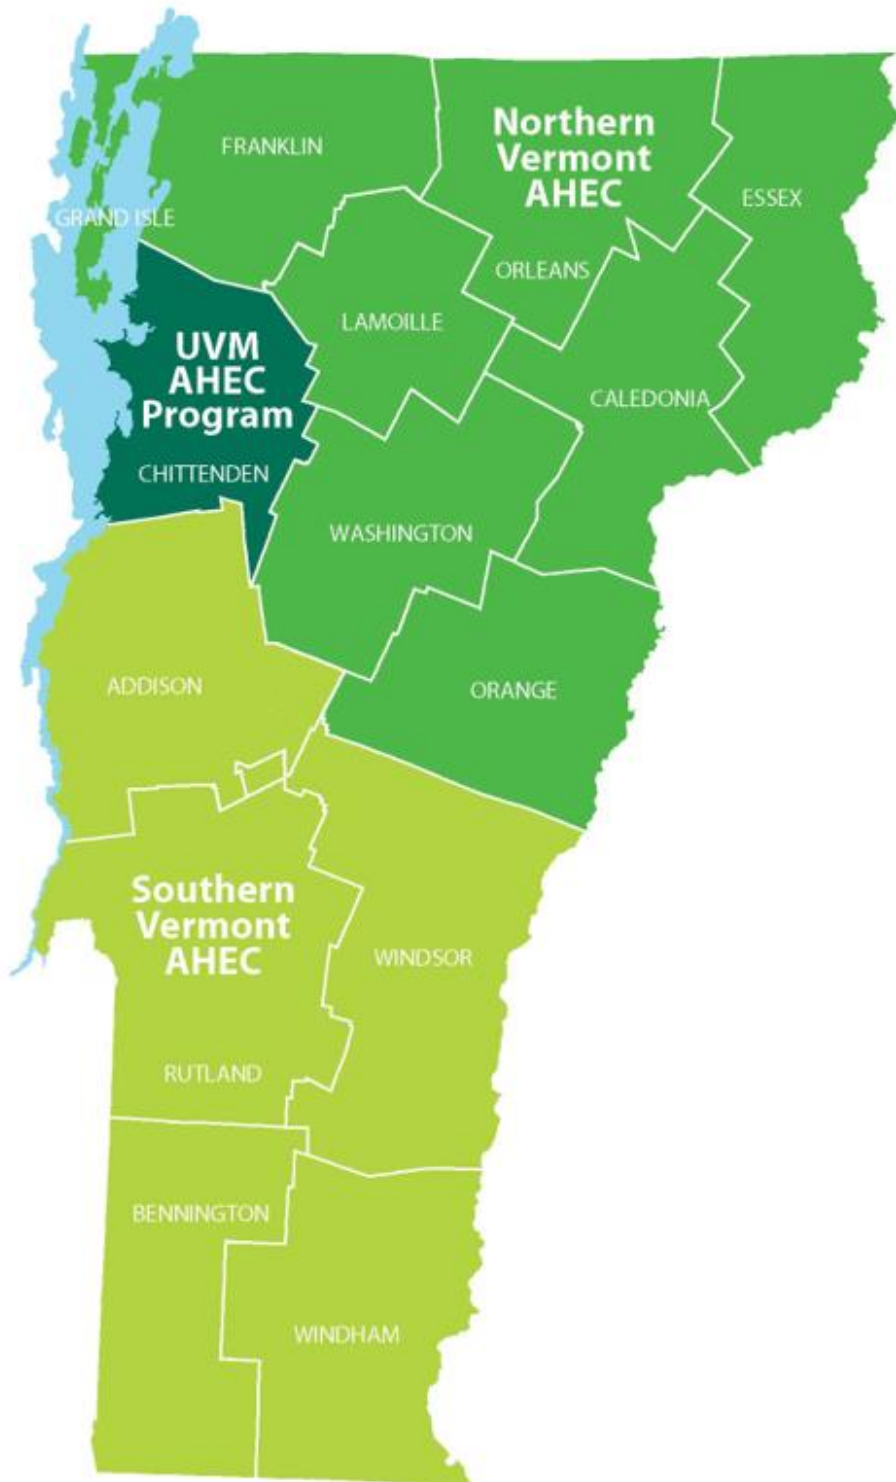 FRANKLIN
Northern
Vermont
AHEC
ESSEX
GRAND ISLE
ORLEANS
LAMOILLE
UVM
AHEC
Program
CALEDONIA
CHITTENDEN
WASHINGTON
ADDISON
ORANGE
Southern
Vermont
AHEC
WINDSOR
RUTLAND
BENNINGTON
WINDHAM